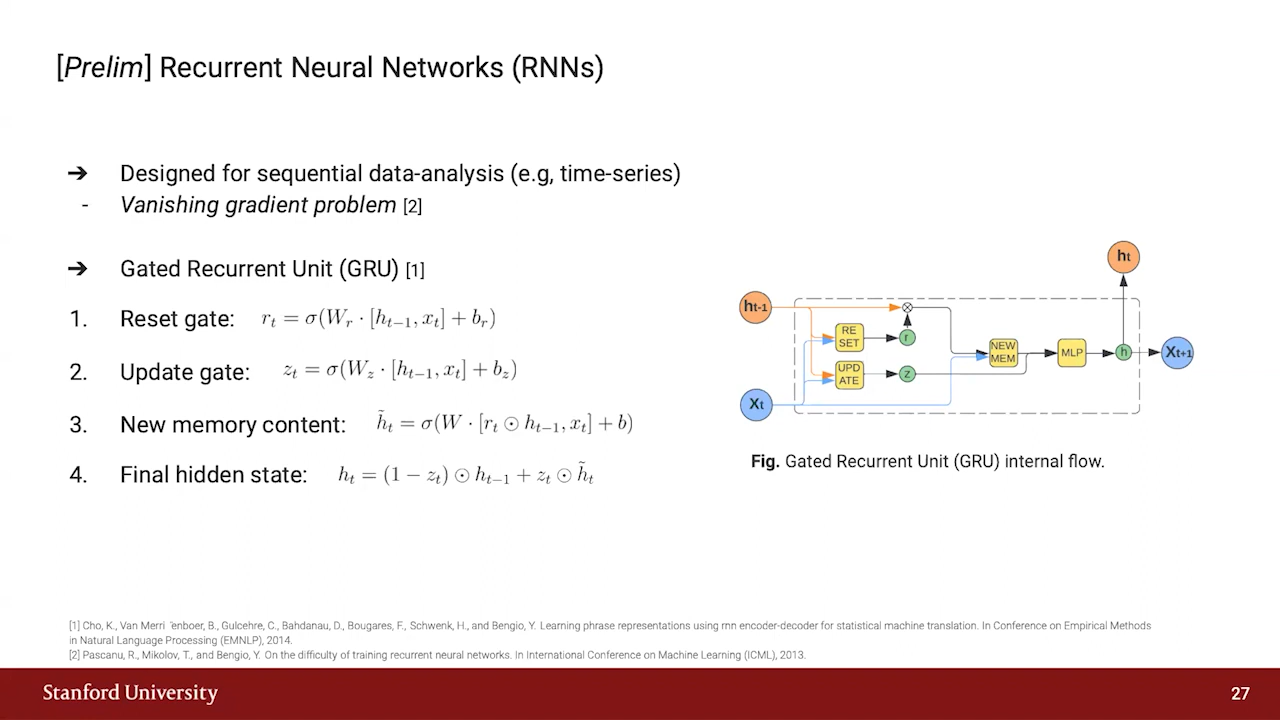 [Prelim] Recurrent Neural Networks (RNNs)
➔ Designed for sequential data-analysis (e.g, time-series)
- Vanishing gradient problem [2]
➔ Gated Recurrent Unit (GRU) [1]
1. Reset gate: r_t = σ(W_r · [h_{t−1}, x_t] + b_r)
2. Update gate: z_t = σ(W_z · [h_{t−1}, x_t] + b_z)
3. New memory content: h̃_t = σ(W · [r_t ⊙ h_{t−1}, x_t] + b)
4. Final hidden state: h_t = (1 − z_t) ⊙ h_{t−1} + z_t ⊙ h̃_t
ht
ht-1
RE
SET
r
NEW
MEM
MLP
h
Xt+1
UPD
ATE
z
Xt
Fig. Gated Recurrent Unit (GRU) internal flow.
[1] Cho, K., Van Merri ̈enboer, B., Gulcehre, C., Bahdanau, D., Bougares, F., Schwenk, H., and Bengio, Y. Learning phrase representations using rnn encoder-decoder for statistical machine translation. In Conference on Empirical Methods
in Natural Language Processing (EMNLP), 2014.
[2] Pascanu, R., Mikolov, T., and Bengio, Y. On the difficulty of training recurrent neural networks. In International Conference on Machine Learning (ICML), 2013.
Stanford University
27